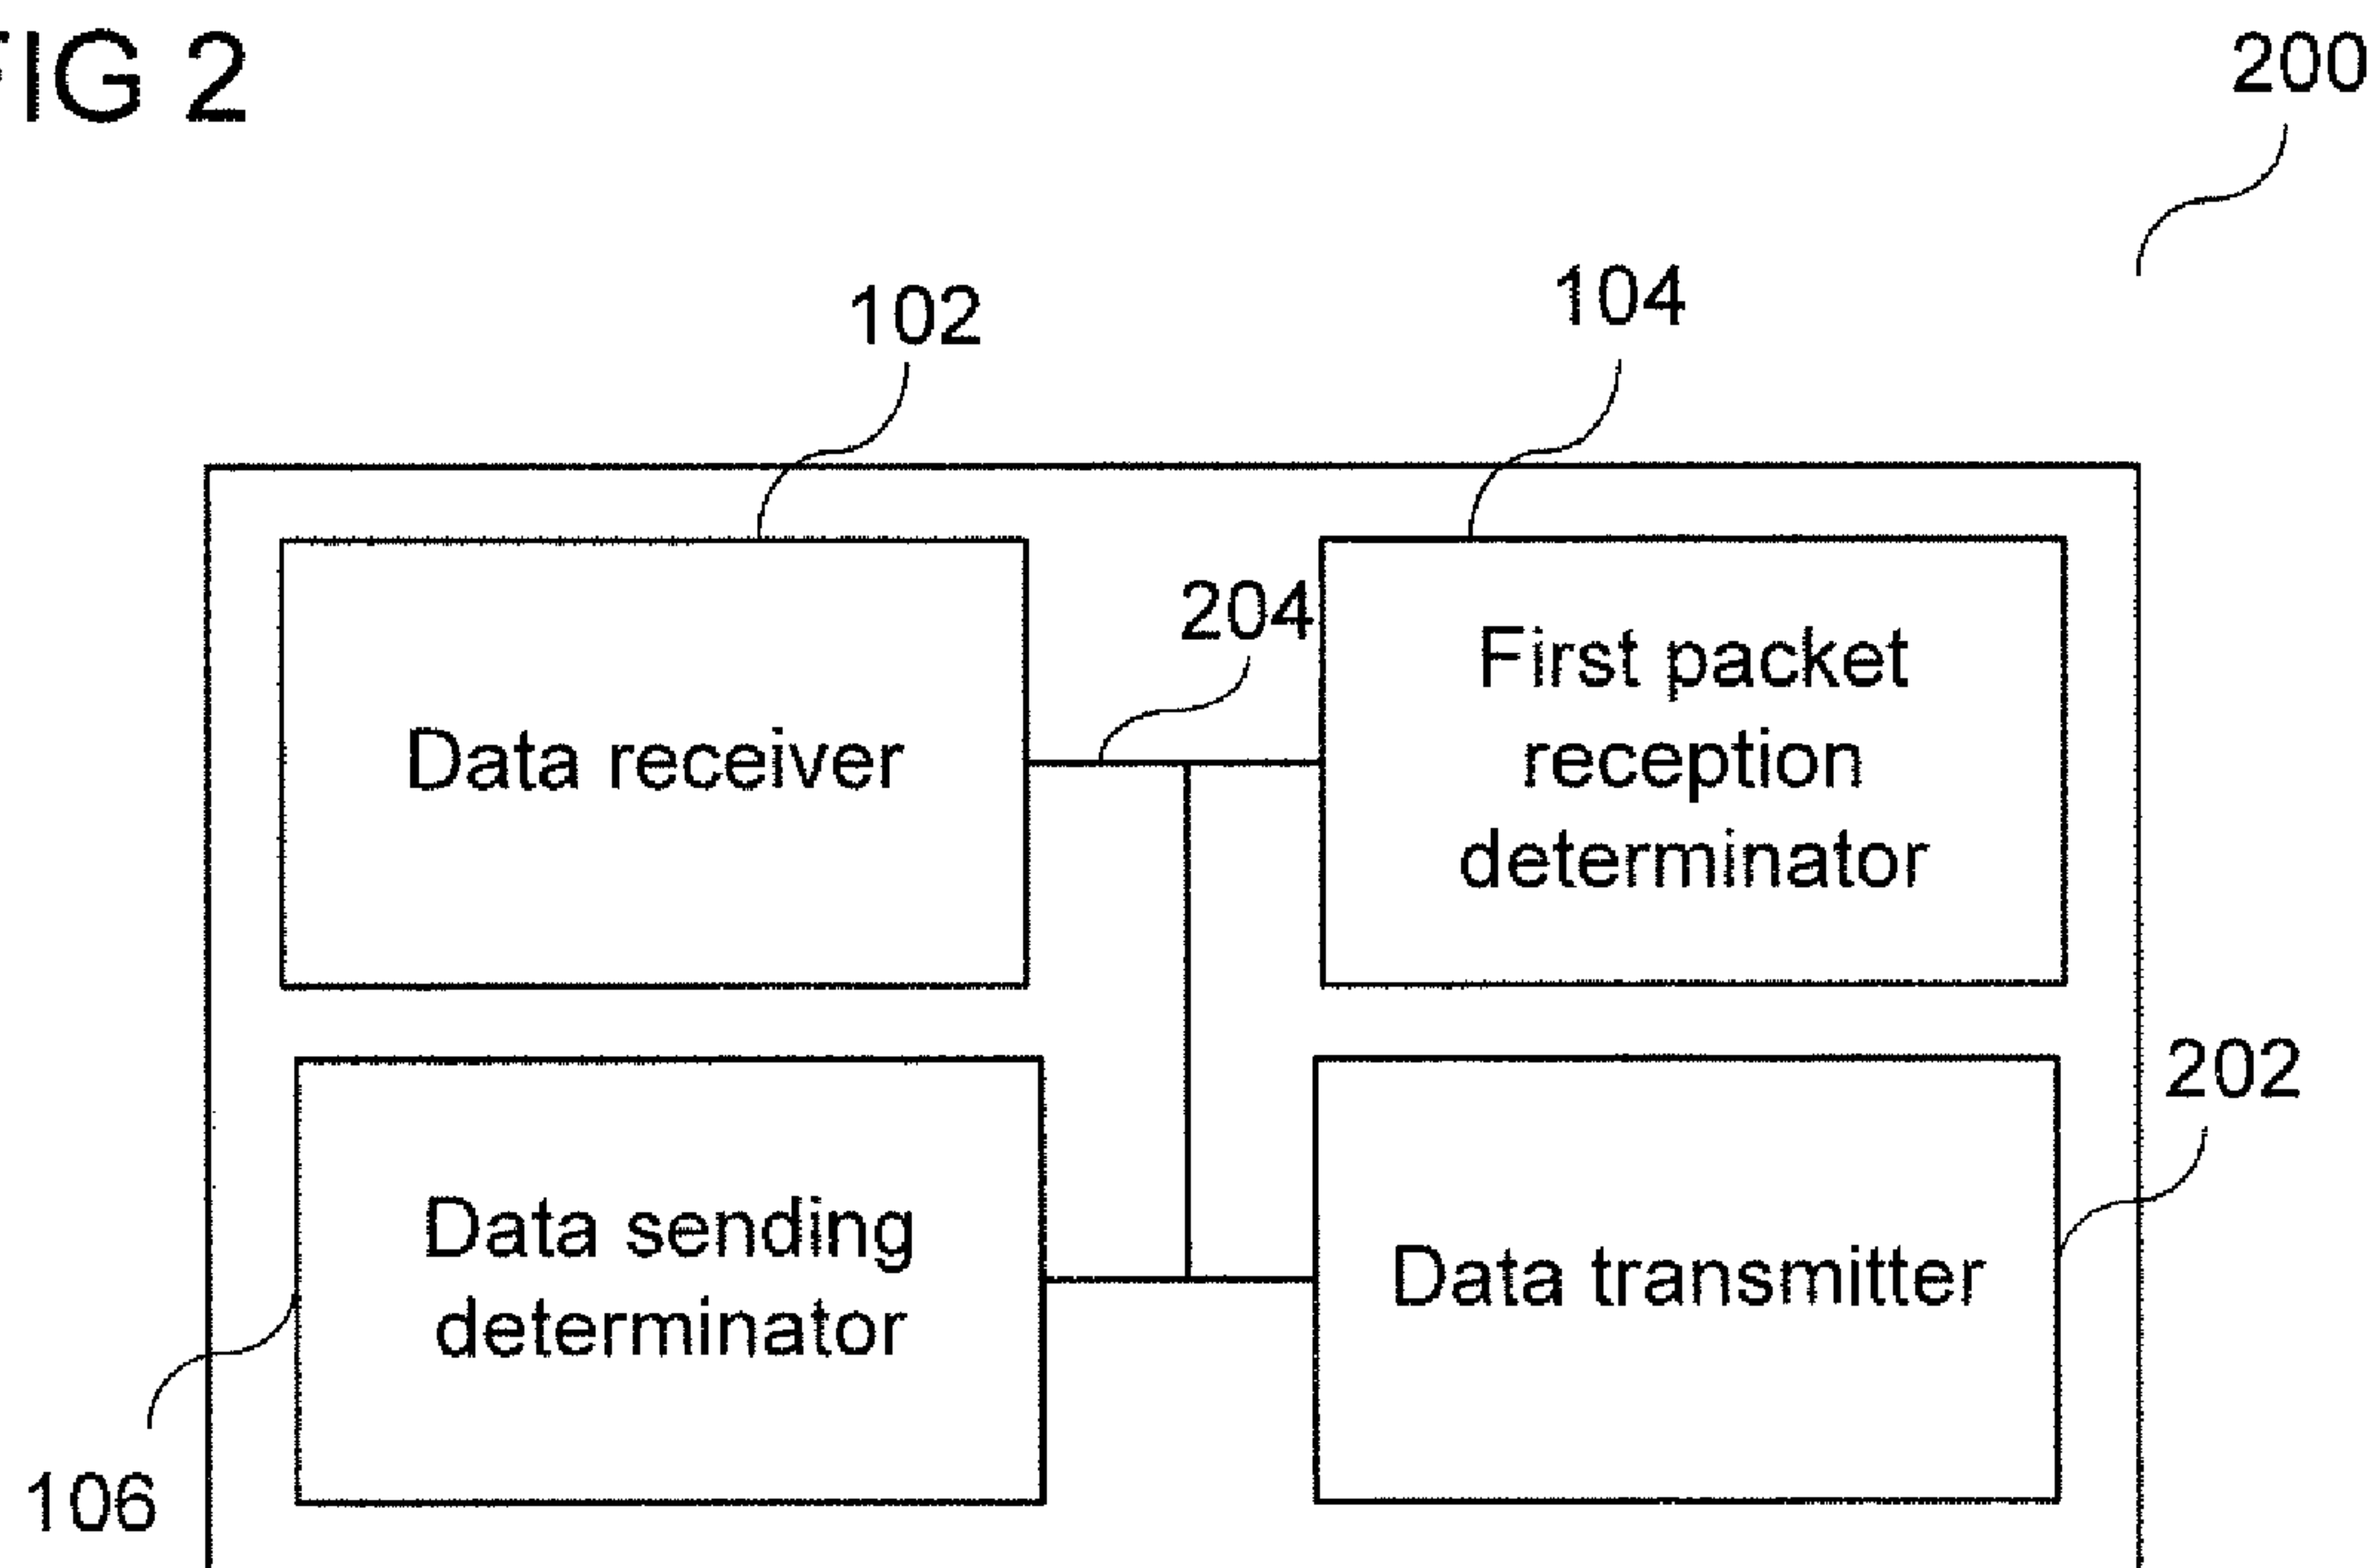 FIG 2
200
102
104
204
First packet
reception
determinator
Data receiver
202
Data sending
determinator
Data transmitter
106